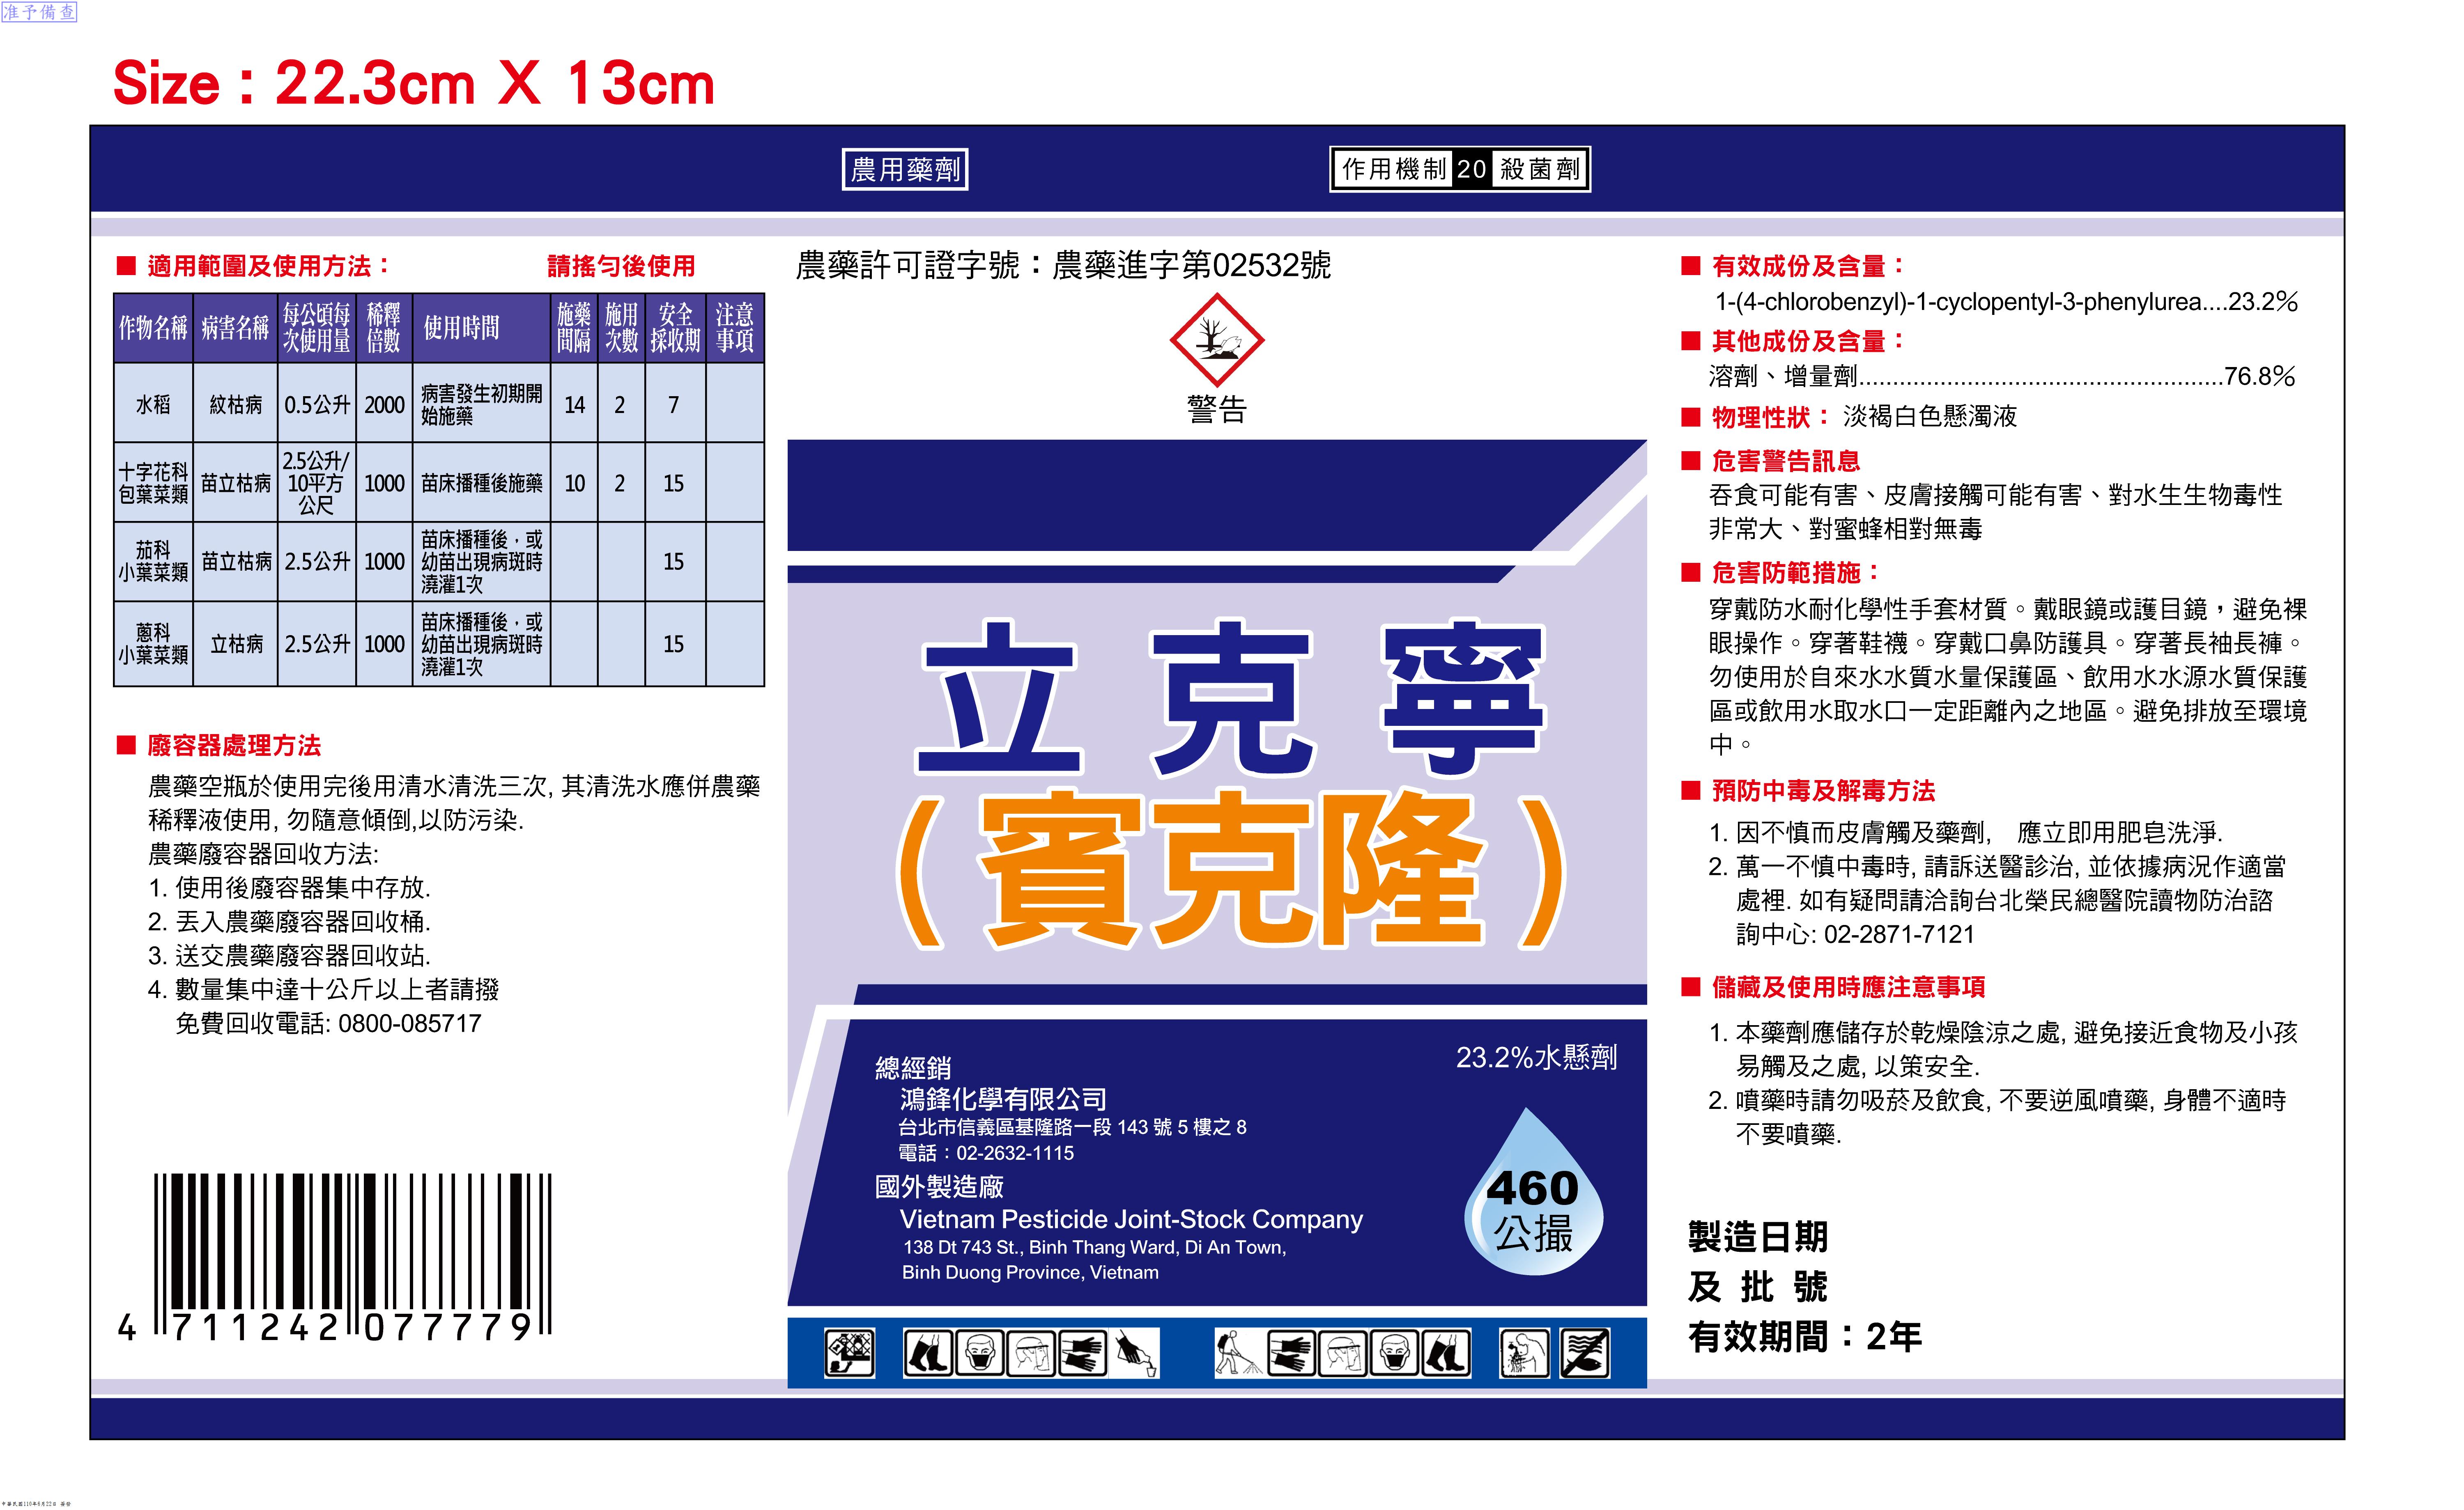 准予備查
Size : 22.3cm X 13cm
農用藥劑
作用機制 20 殺菌劑
■ 適用範圍及使用方法： 請搖勻後使用
作物名稱 病害名稱 每公頃每次使用量 稀釋倍數 使用時間 施藥間隔 施用次數 安全採收期 注意事項
水稻 紋枯病 0.5公升 2000 病害發生初期開始施藥 14 2 7
十字花科包葉菜類 苗立枯病 2.5公升/10平方公尺 1000 苗床播種後施藥 10 2 15
茄科小葉菜類 苗立枯病 2.5公升 1000 苗床播種後，或幼苗出現病斑時澆灌1次 15
蔥科小葉菜類 立枯病 2.5公升 1000 苗床播種後，或幼苗出現病斑時澆灌1次 15
■ 廢容器處理方法
農藥空瓶於使用完後用清水清洗三次, 其清洗水應併農藥
稀釋液使用, 勿隨意傾倒,以防污染.
農藥廢容器回收方法:
1. 使用後廢容器集中存放.
2. 丟入農藥廢容器回收桶.
3. 送交農藥廢容器回收站.
4. 數量集中達十公斤以上者請撥
免費回收電話: 0800-085717
4 711242 077779
農藥許可證字號：農藥進字第02532號
警告
立克寧
（賓克隆）
23.2%水懸劑
總經銷
鴻鋒化學有限公司
台北市信義區基隆路一段 143 號 5 樓之 8
電話：02-2632-1115
國外製造廠
Vietnam Pesticide Joint-Stock Company
138 Dt 743 St., Binh Thang Ward, Di An Town,
Binh Duong Province, Vietnam
460
公撮
■ 有效成份及含量：
1-(4-chlorobenzyl)-1-cyclopentyl-3-phenylurea....23.2%
■ 其他成份及含量：
溶劑、增量劑......................................................76.8%
■ 物理性狀： 淡褐白色懸濁液
■ 危害警告訊息
吞食可能有害、皮膚接觸可能有害、對水生生物毒性
非常大、對蜜蜂相對無毒
■ 危害防範措施：
穿戴防水耐化學性手套材質。戴眼鏡或護目鏡，避免裸
眼操作。穿著鞋襪。穿戴口鼻防護具。穿著長袖長褲。
勿使用於自來水水質水量保護區、飲用水水源水質保護
區或飲用水取水口一定距離內之地區。避免排放至環境
中。
■ 預防中毒及解毒方法
1. 因不慎而皮膚觸及藥劑, 應立即用肥皂洗淨.
2. 萬一不慎中毒時, 請訴送醫診治, 並依據病況作適當
處裡. 如有疑問請洽詢台北榮民總醫院讀物防治諮
詢中心: 02-2871-7121
■ 儲藏及使用時應注意事項
1. 本藥劑應儲存於乾燥陰涼之處, 避免接近食物及小孩
易觸及之處, 以策安全.
2. 噴藥時請勿吸菸及飲食, 不要逆風噴藥, 身體不適時
不要噴藥.
製造日期
及 批 號
有效期間：2年
中華民國110年6月22日